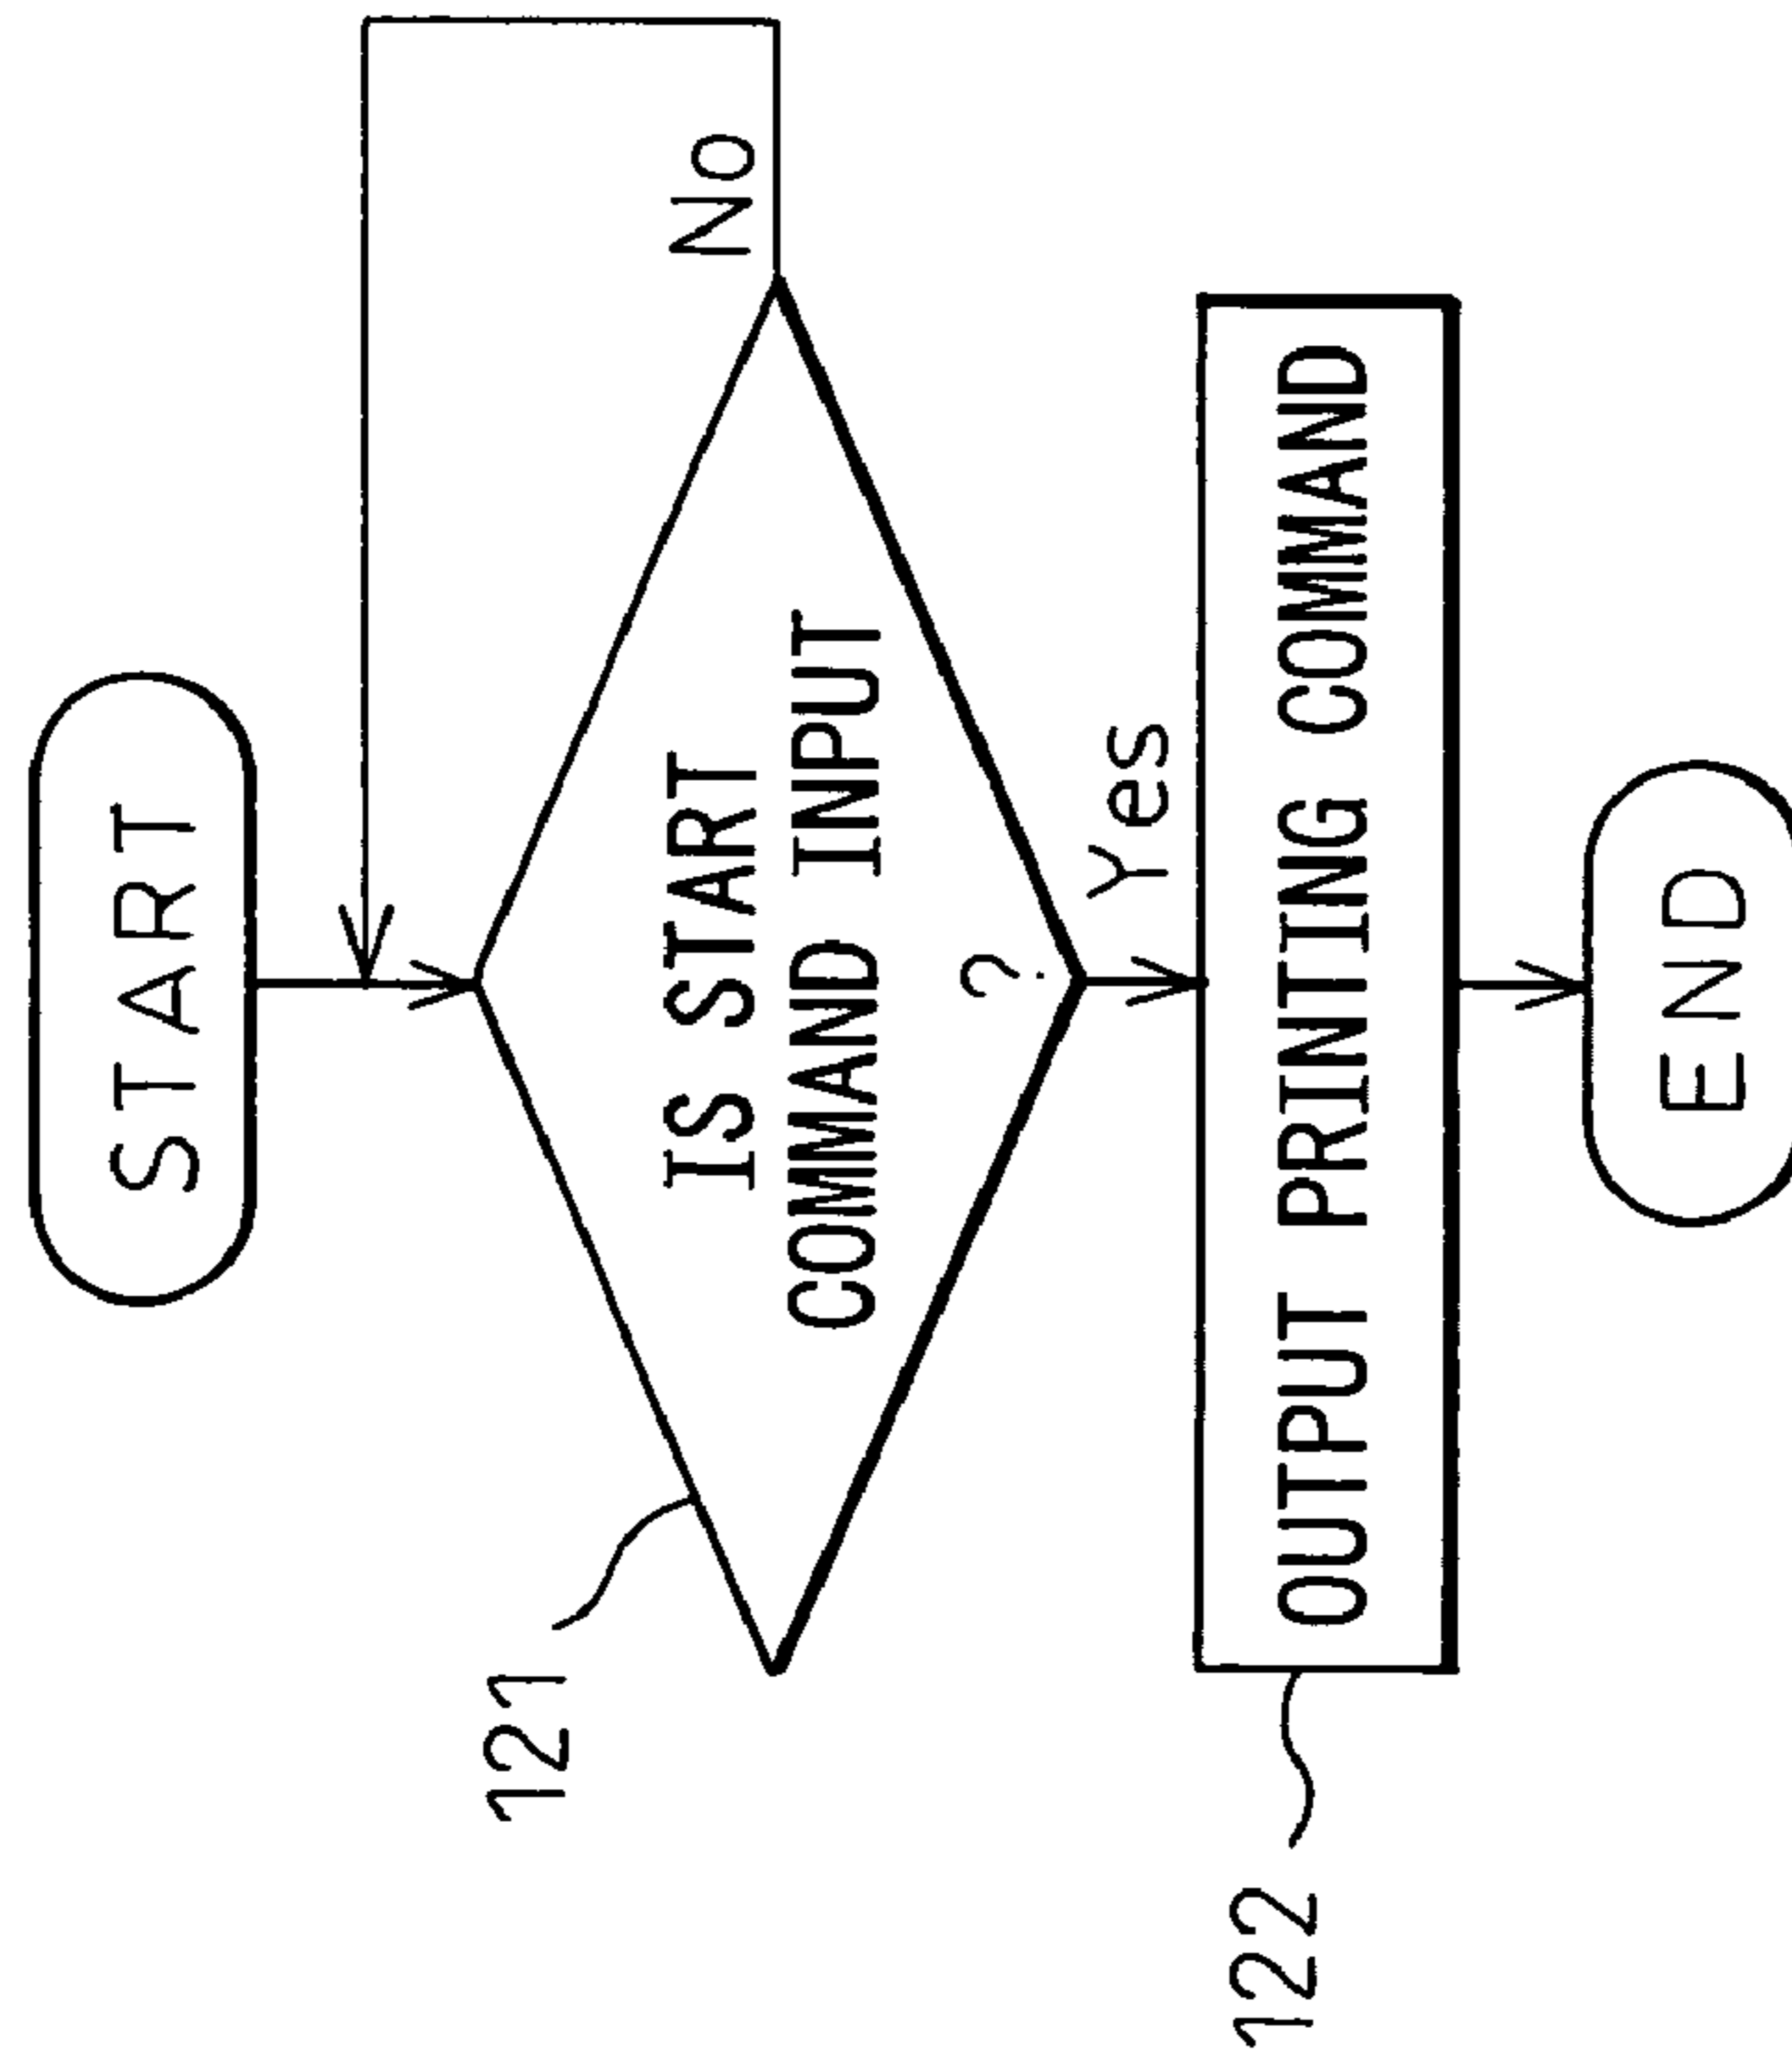 START
121
IS START
COMMAND INPUT
?
No
Yes
122
OUTPUT PRINTING COMMAND
END